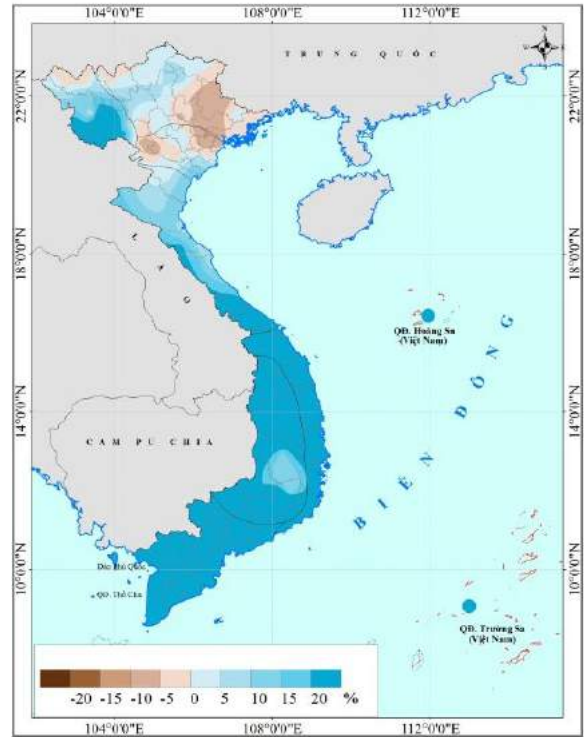 104°0'0"E 108°0'0"E 112°0'0"E
N
TRUNG QUỐC
22°0'0"N
22°0'0"N
LÀO
18°0'0"N
18°0'0"N
QĐ. Hoàng Sa
(Việt Nam)
BIỂN ĐÔNG
14°0'0"N
14°0'0"N
CAM PU CHIA
10°0'0"N
10°0'0"N
Đảo Phú Quốc
QĐ. Thổ Chu
QĐ. Trường Sa
(Việt Nam)
-20 -15 -10 -5 0 5 10 15 20 %
104°0'0"E 108°0'0"E 112°0'0"E